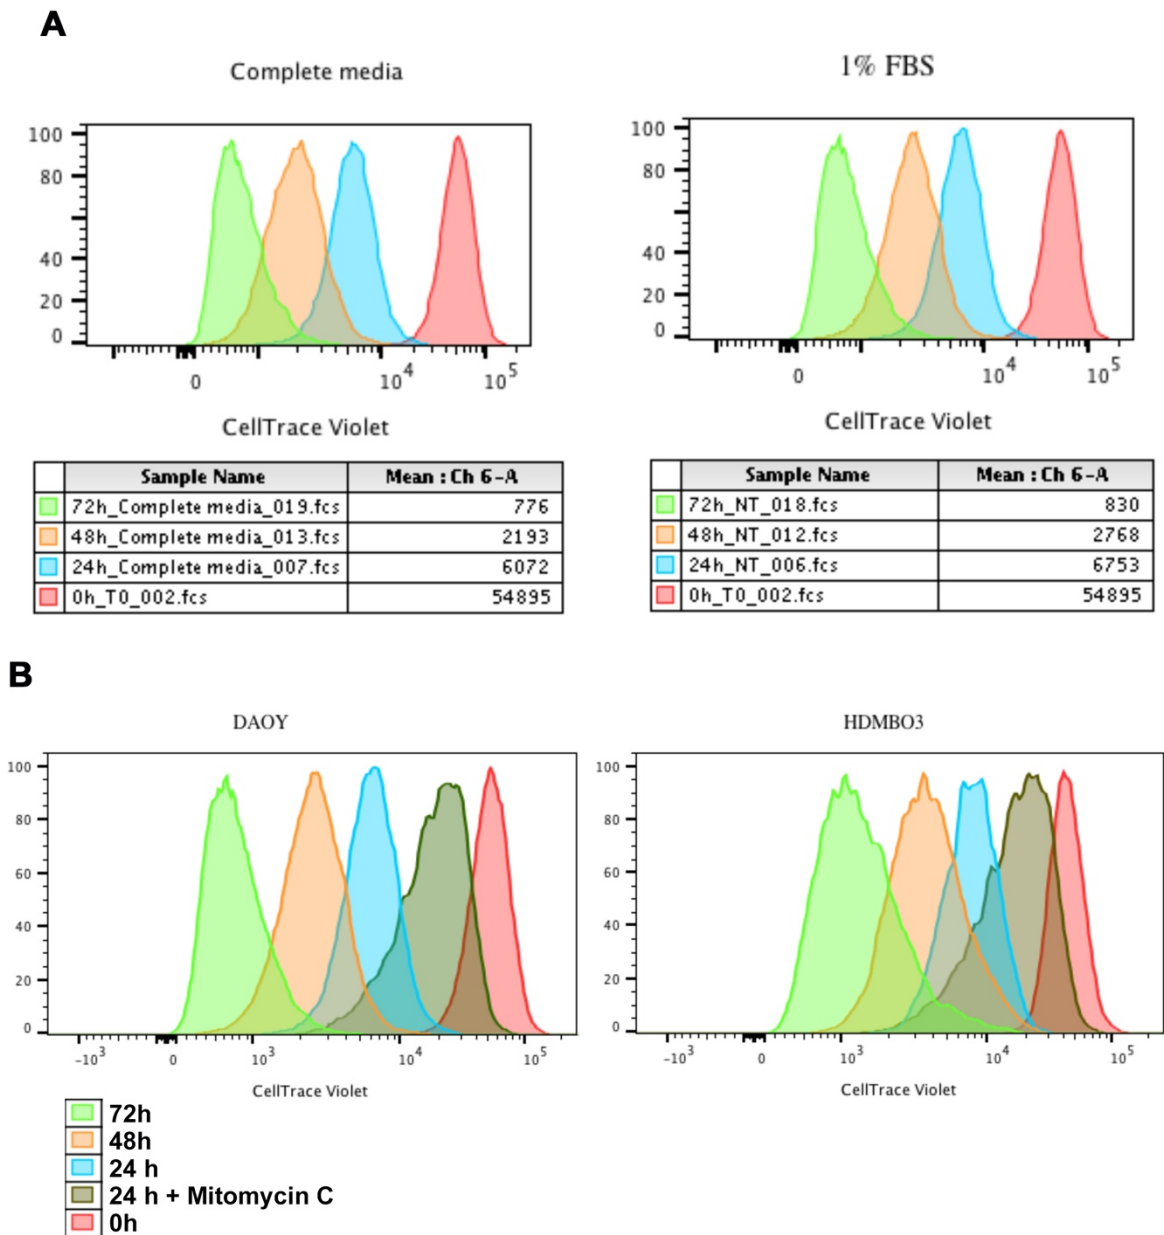 A
Complete media
1% FBS
100
80
40
20
0
0
10^4
10^5
CellTrace Violet
100
80
40
20
0
0
10^4
10^5
CellTrace Violet
Sample Name Mean : Ch 6-A
72h_Complete media_019.fcs 776
48h_Complete media_013.fcs 2193
24h_Complete media_007.fcs 6072
0h_T0_002.fcs 54895
Sample Name Mean : Ch 6-A
72h_NT_018.fcs 830
48h_NT_012.fcs 2768
24h_NT_006.fcs 6753
0h_T0_002.fcs 54895
B
DAOY
HDMBO3
100
80
60
40
20
0
-10^3
0
10^3
10^4
10^5
CellTrace Violet
100
80
60
40
20
0
-10^3
0
10^3
10^4
10^5
CellTrace Violet
72h
48h
24 h
24 h + Mitomycin C
0h